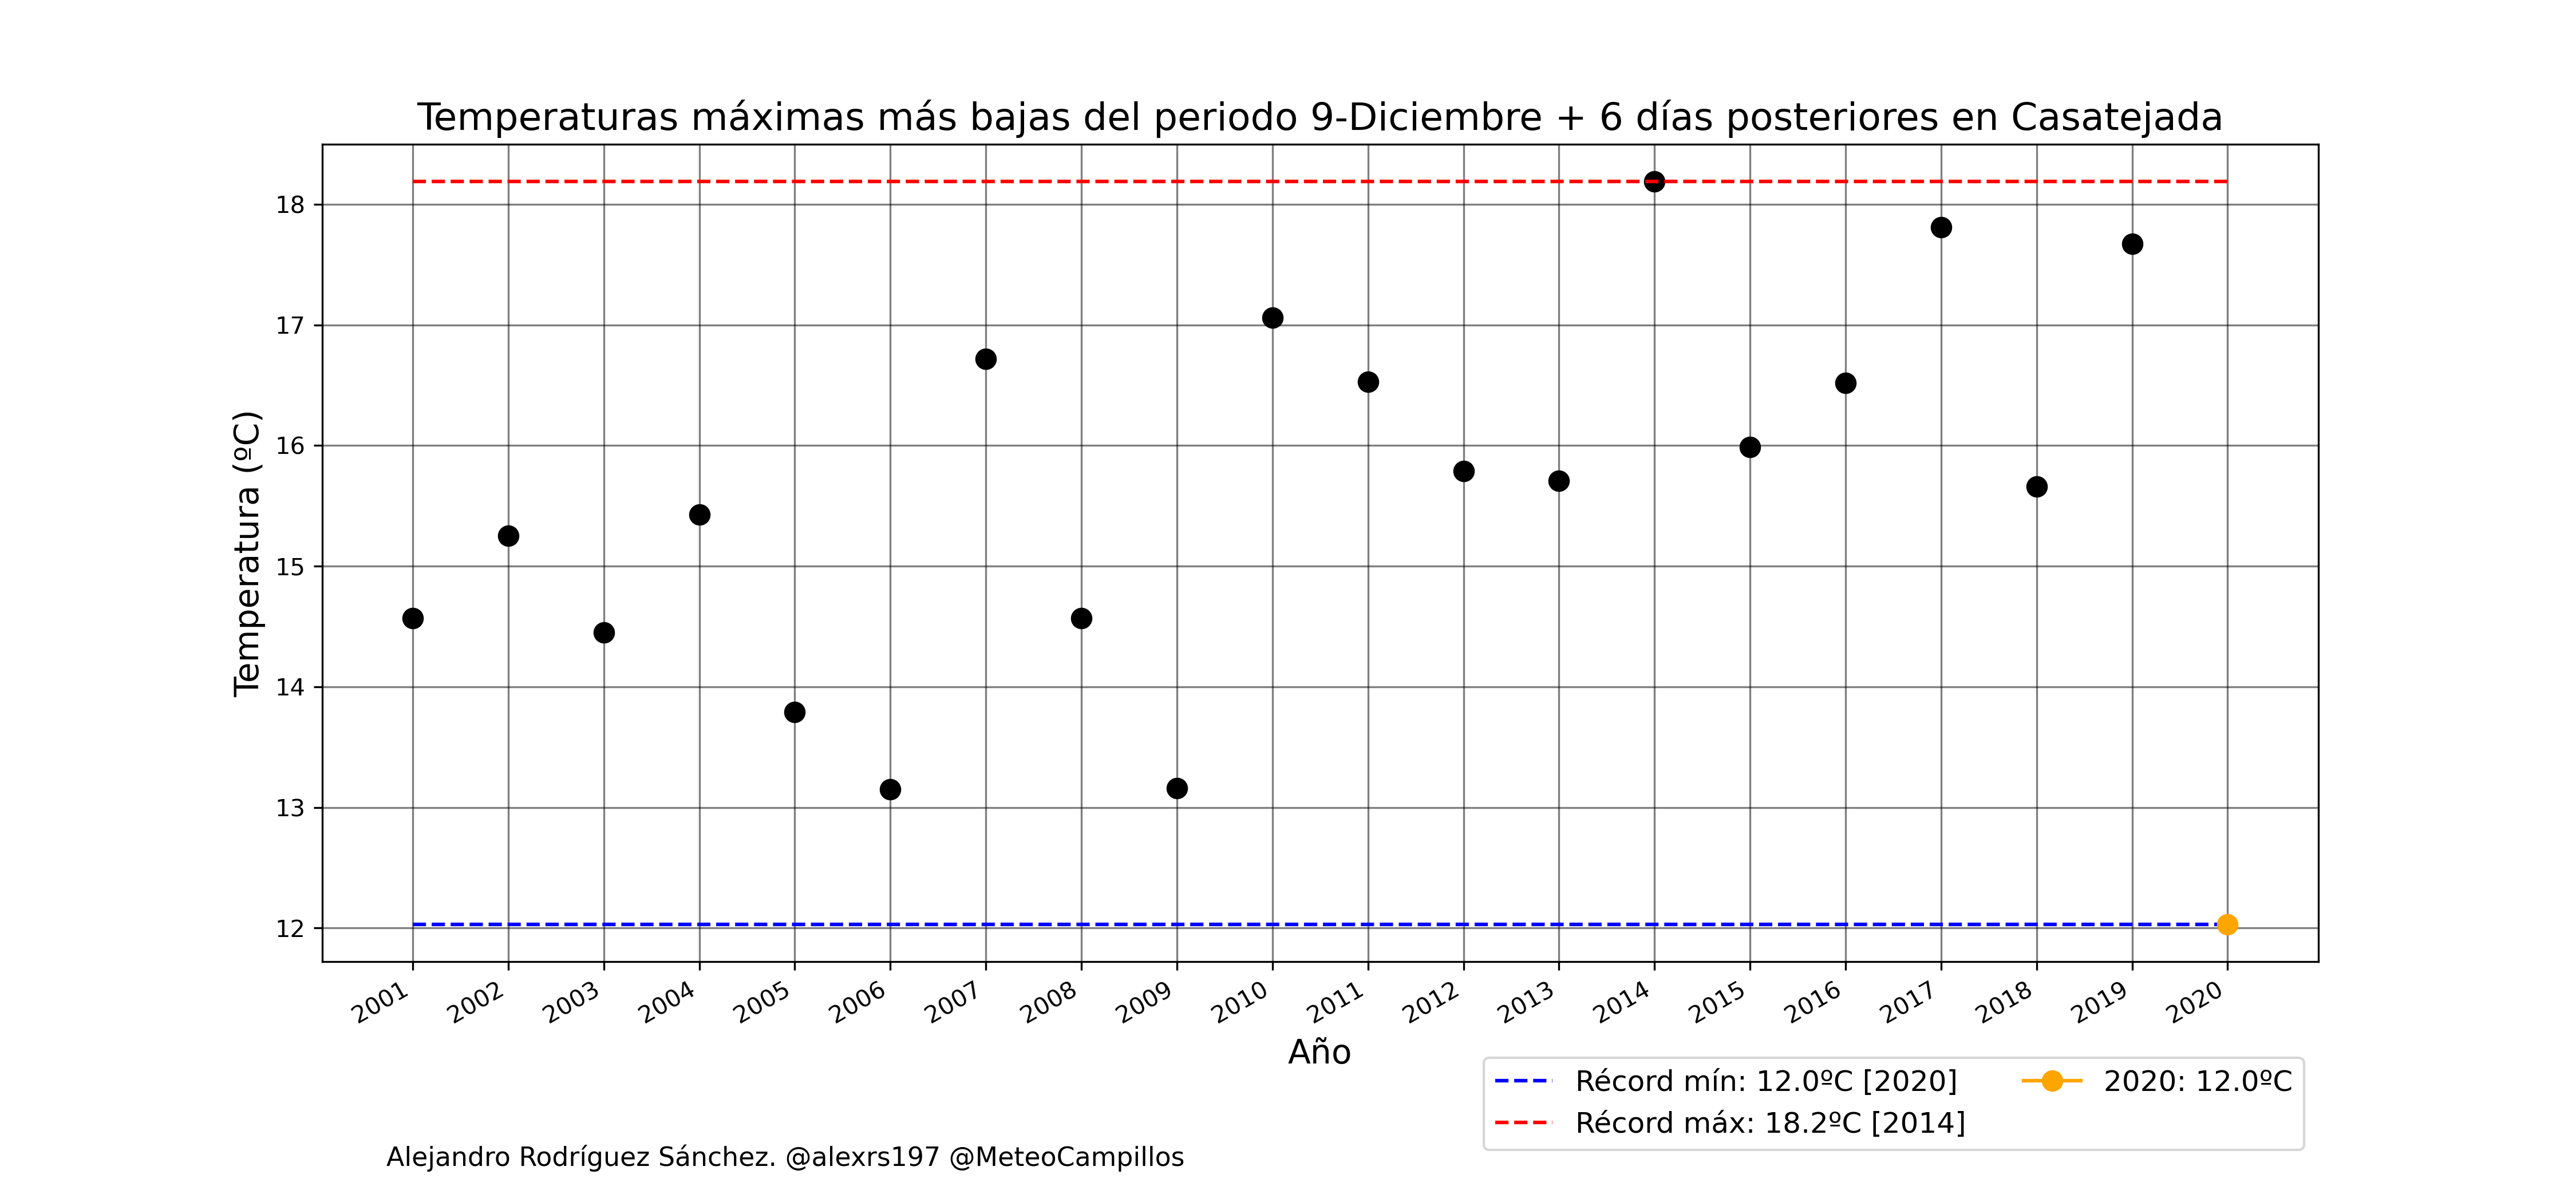 Temperaturas máximas más bajas del periodo 9-Diciembre + 6 días posteriores en Casatejada
Temperatura (ºC)
18
17
16
15
14
13
12
2001 2002 2003 2004 2005 2006 2007 2008 2009 2010 2011 2012 2013 2014 2015 2016 2017 2018 2019 2020
Año
Récord mín: 12.0ºC [2020] 2020: 12.0ºC
Récord máx: 18.2ºC [2014]
Alejandro Rodríguez Sánchez. @alexrs197 @MeteoCampillos